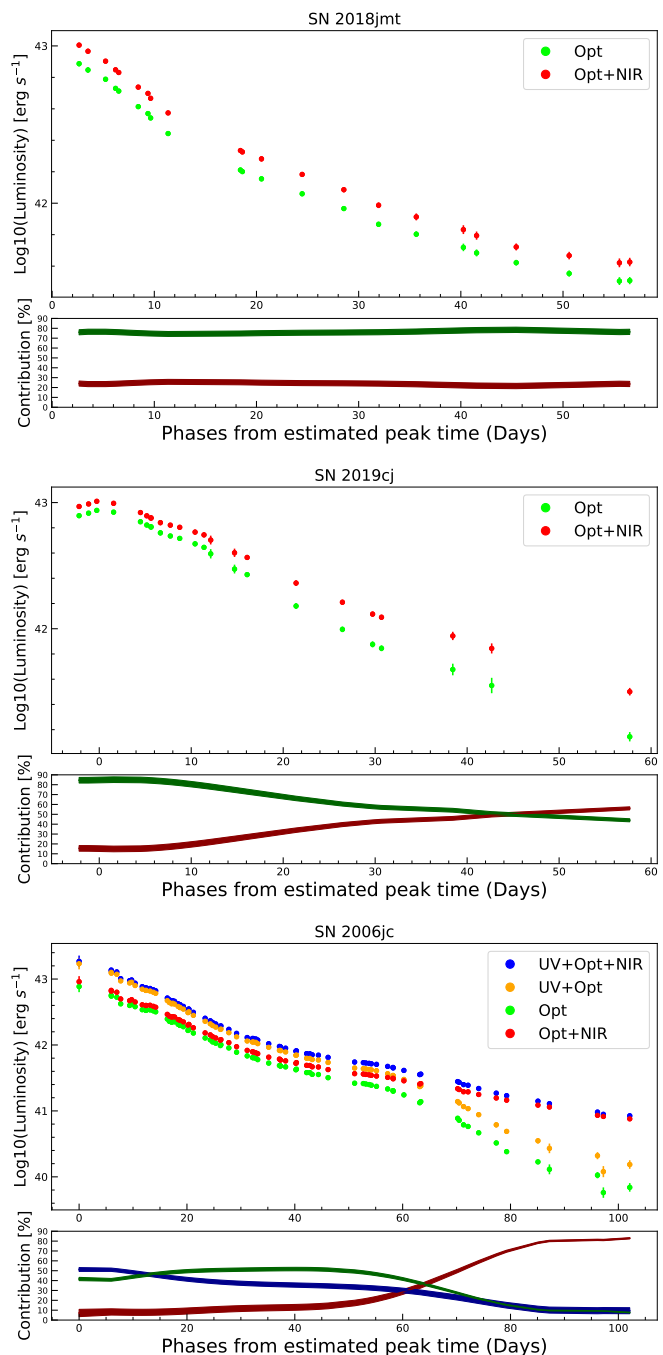 SN 2018jmt
Log10(Luminosity) [erg s⁻¹]
43
42
Opt
Opt+NIR
0 10 20 30 40 50
Contribution [%]
90
80
70
60
50
40
30
20
10
0
0 10 20 30 40 50
Phases from estimated peak time (Days)
SN 2019cj
Log10(Luminosity) [erg s⁻¹]
43
42
Opt
Opt+NIR
0 10 20 30 40 50 60
Contribution [%]
90
80
70
60
50
40
30
20
10
0
0 10 20 30 40 50 60
Phases from estimated peak time (Days)
SN 2006jc
Log10(Luminosity) [erg s⁻¹]
43
42
41
40
UV+Opt+NIR
UV+Opt
Opt
Opt+NIR
0 20 40 60 80 100
Contribution [%]
90
80
70
60
50
40
30
20
10
0
0 20 40 60 80 100
Phases from estimated peak time (Days)